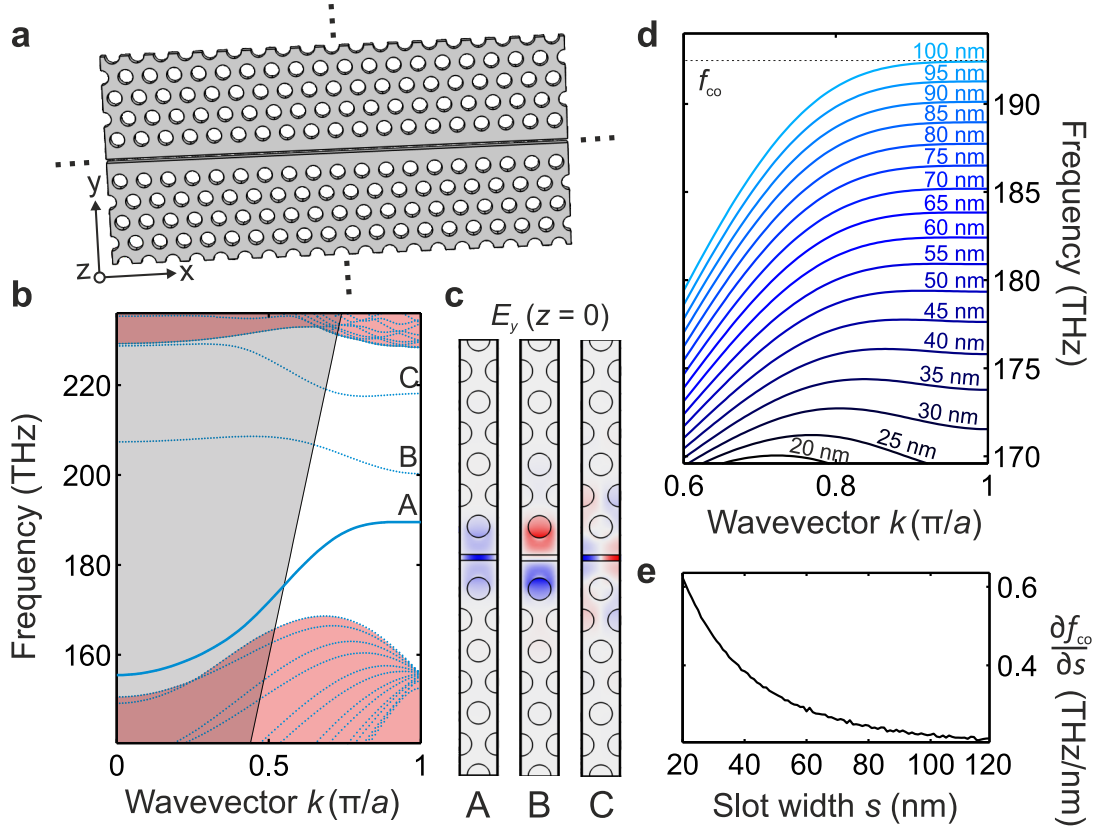 a
y
z
x
b
Frequency (THz)
220
200
180
160
C
B
A
0
0.5
1
Wavevector k (π/a)
c
E_y (z = 0)
A
B
C
d
f_co
100 nm
95 nm
90 nm
85 nm
80 nm
75 nm
70 nm
65 nm
60 nm
55 nm
50 nm
45 nm
40 nm
35 nm
30 nm
25 nm
20 nm
190
185
180
175
170
Frequency (THz)
0.6
0.8
1
Wavevector k (π/a)
e
0.6
0.4
∂f_co
∂s
(THz/nm)
20
40
60
80
100
120
Slot width s (nm)